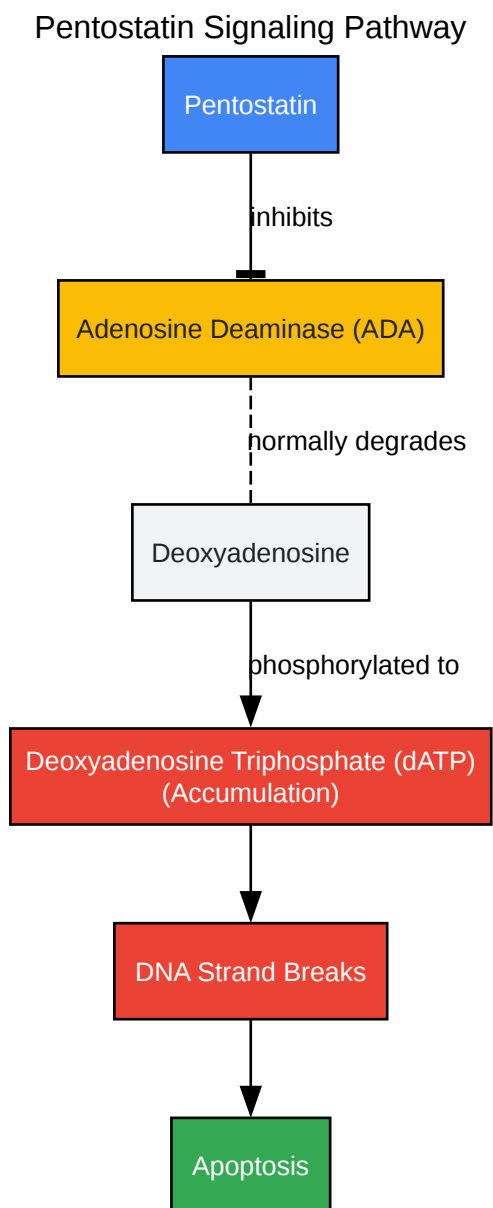 Pentostatin Signaling Pathway
Pentostatin
inhibits
Adenosine Deaminase (ADA)
normally degrades
Deoxyadenosine
phosphorylated to
Deoxyadenosine Triphosphate (dATP)
(Accumulation)
DNA Strand Breaks
Apoptosis